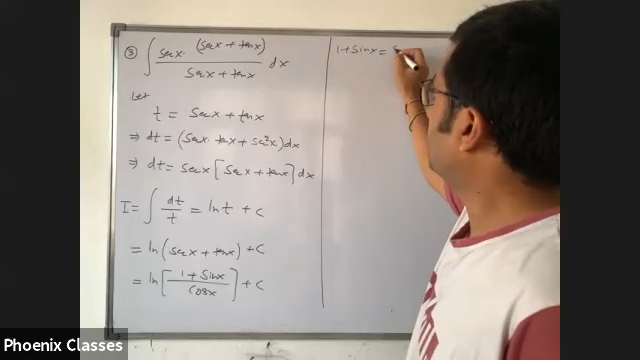 ③ ∫ secx · (secx + tanx) / secx + tanx dx
Let
t = secx + tanx
⇒ dt = (secx · tanx + sec²x) dx
⇒ dt = secx [secx + tanx] dx
I = ∫ dt / t = ln t + c
= ln (secx + tanx) + c
= ln [ 1 + sinx / cosx ] + c
1 + sinx =
Phoenix Classes